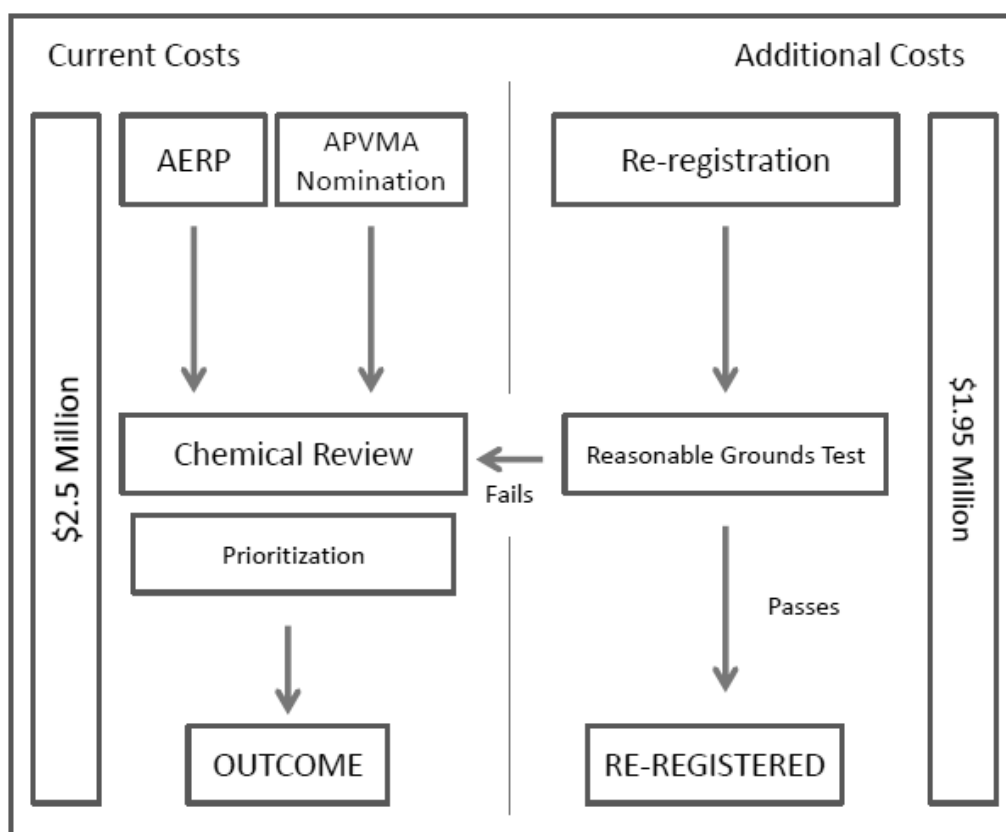 Current Costs
Additional Costs
AERP
APVMA
Nomination
Re-registration
$2.5 Million
$1.95 Million
Chemical Review
Fails
Reasonable Grounds Test
Prioritization
Passes
OUTCOME
RE-REGISTERED